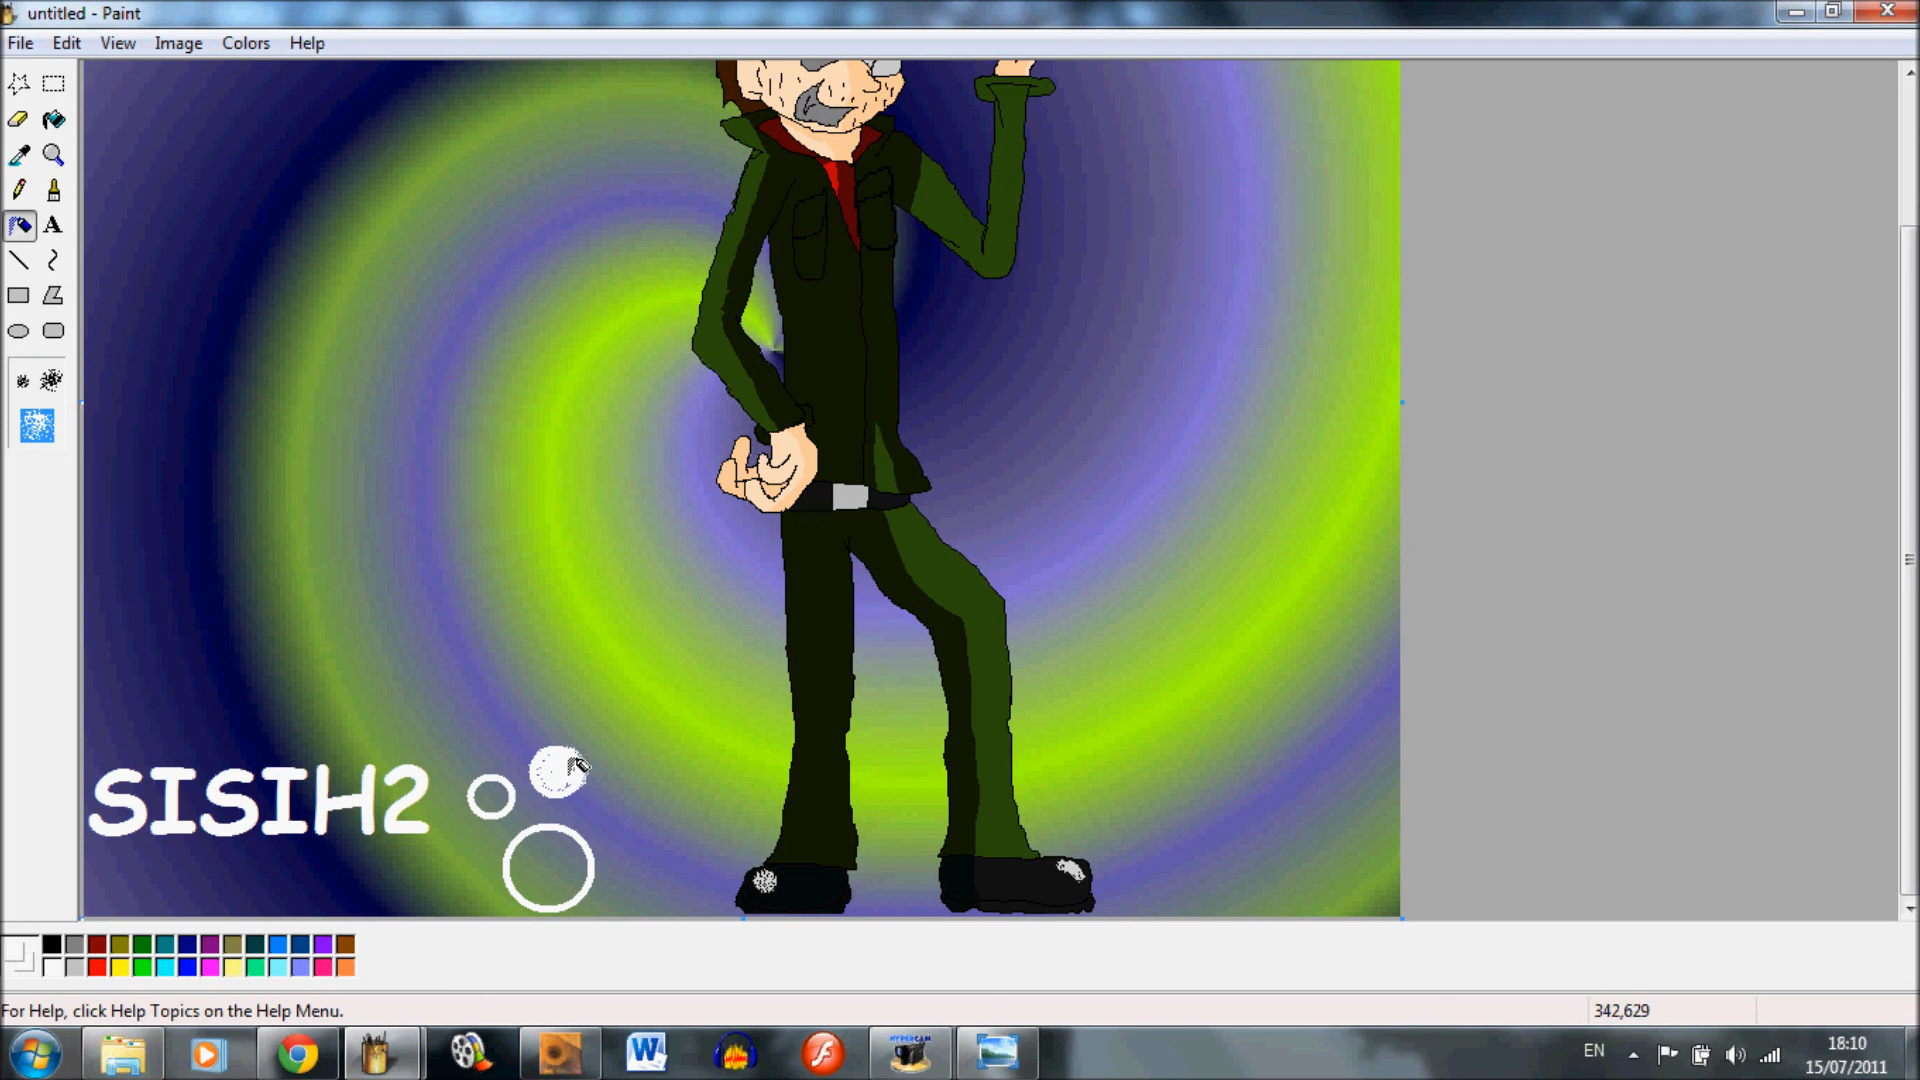 untitled - Paint
File Edit View Image Colors Help
A
SISIH2
For Help, click Help Topics on the Help Menu.
342,629
W
HYPERCAM
EN
18:10
15/07/2011